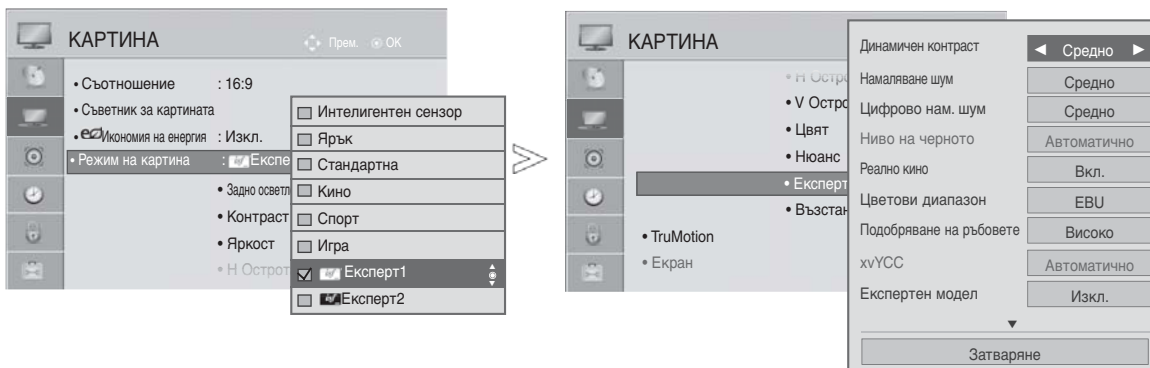 КАРТИНА
Прем. OK
• Съотношение : 16:9
• Съветник за картината
• Икономия на енергия : Изкл.
• Режим на картина : Експе
• Задно осветл
• Контраст
• Яркост
• H Острот
Интелигентен сензор
Ярък
Стандартна
Кино
Спорт
Игра
Експерт1
Експерт2
КАРТИНА
• H Остро
• V Остро
• Цвят
• Нюанс
• Експерт
• Възстан
• TruMotion
• Екран
Динамичен контраст ◀ Средно ▶
Намаляване шум Средно
Цифрово нам. шум Средно
Ниво на черното Автоматично
Реално кино Вкл.
Цветови диапазон EBU
Подобряване на ръбовете Високо
xvYCC Автоматично
Експертен модел Изкл.
▼
Затваряне